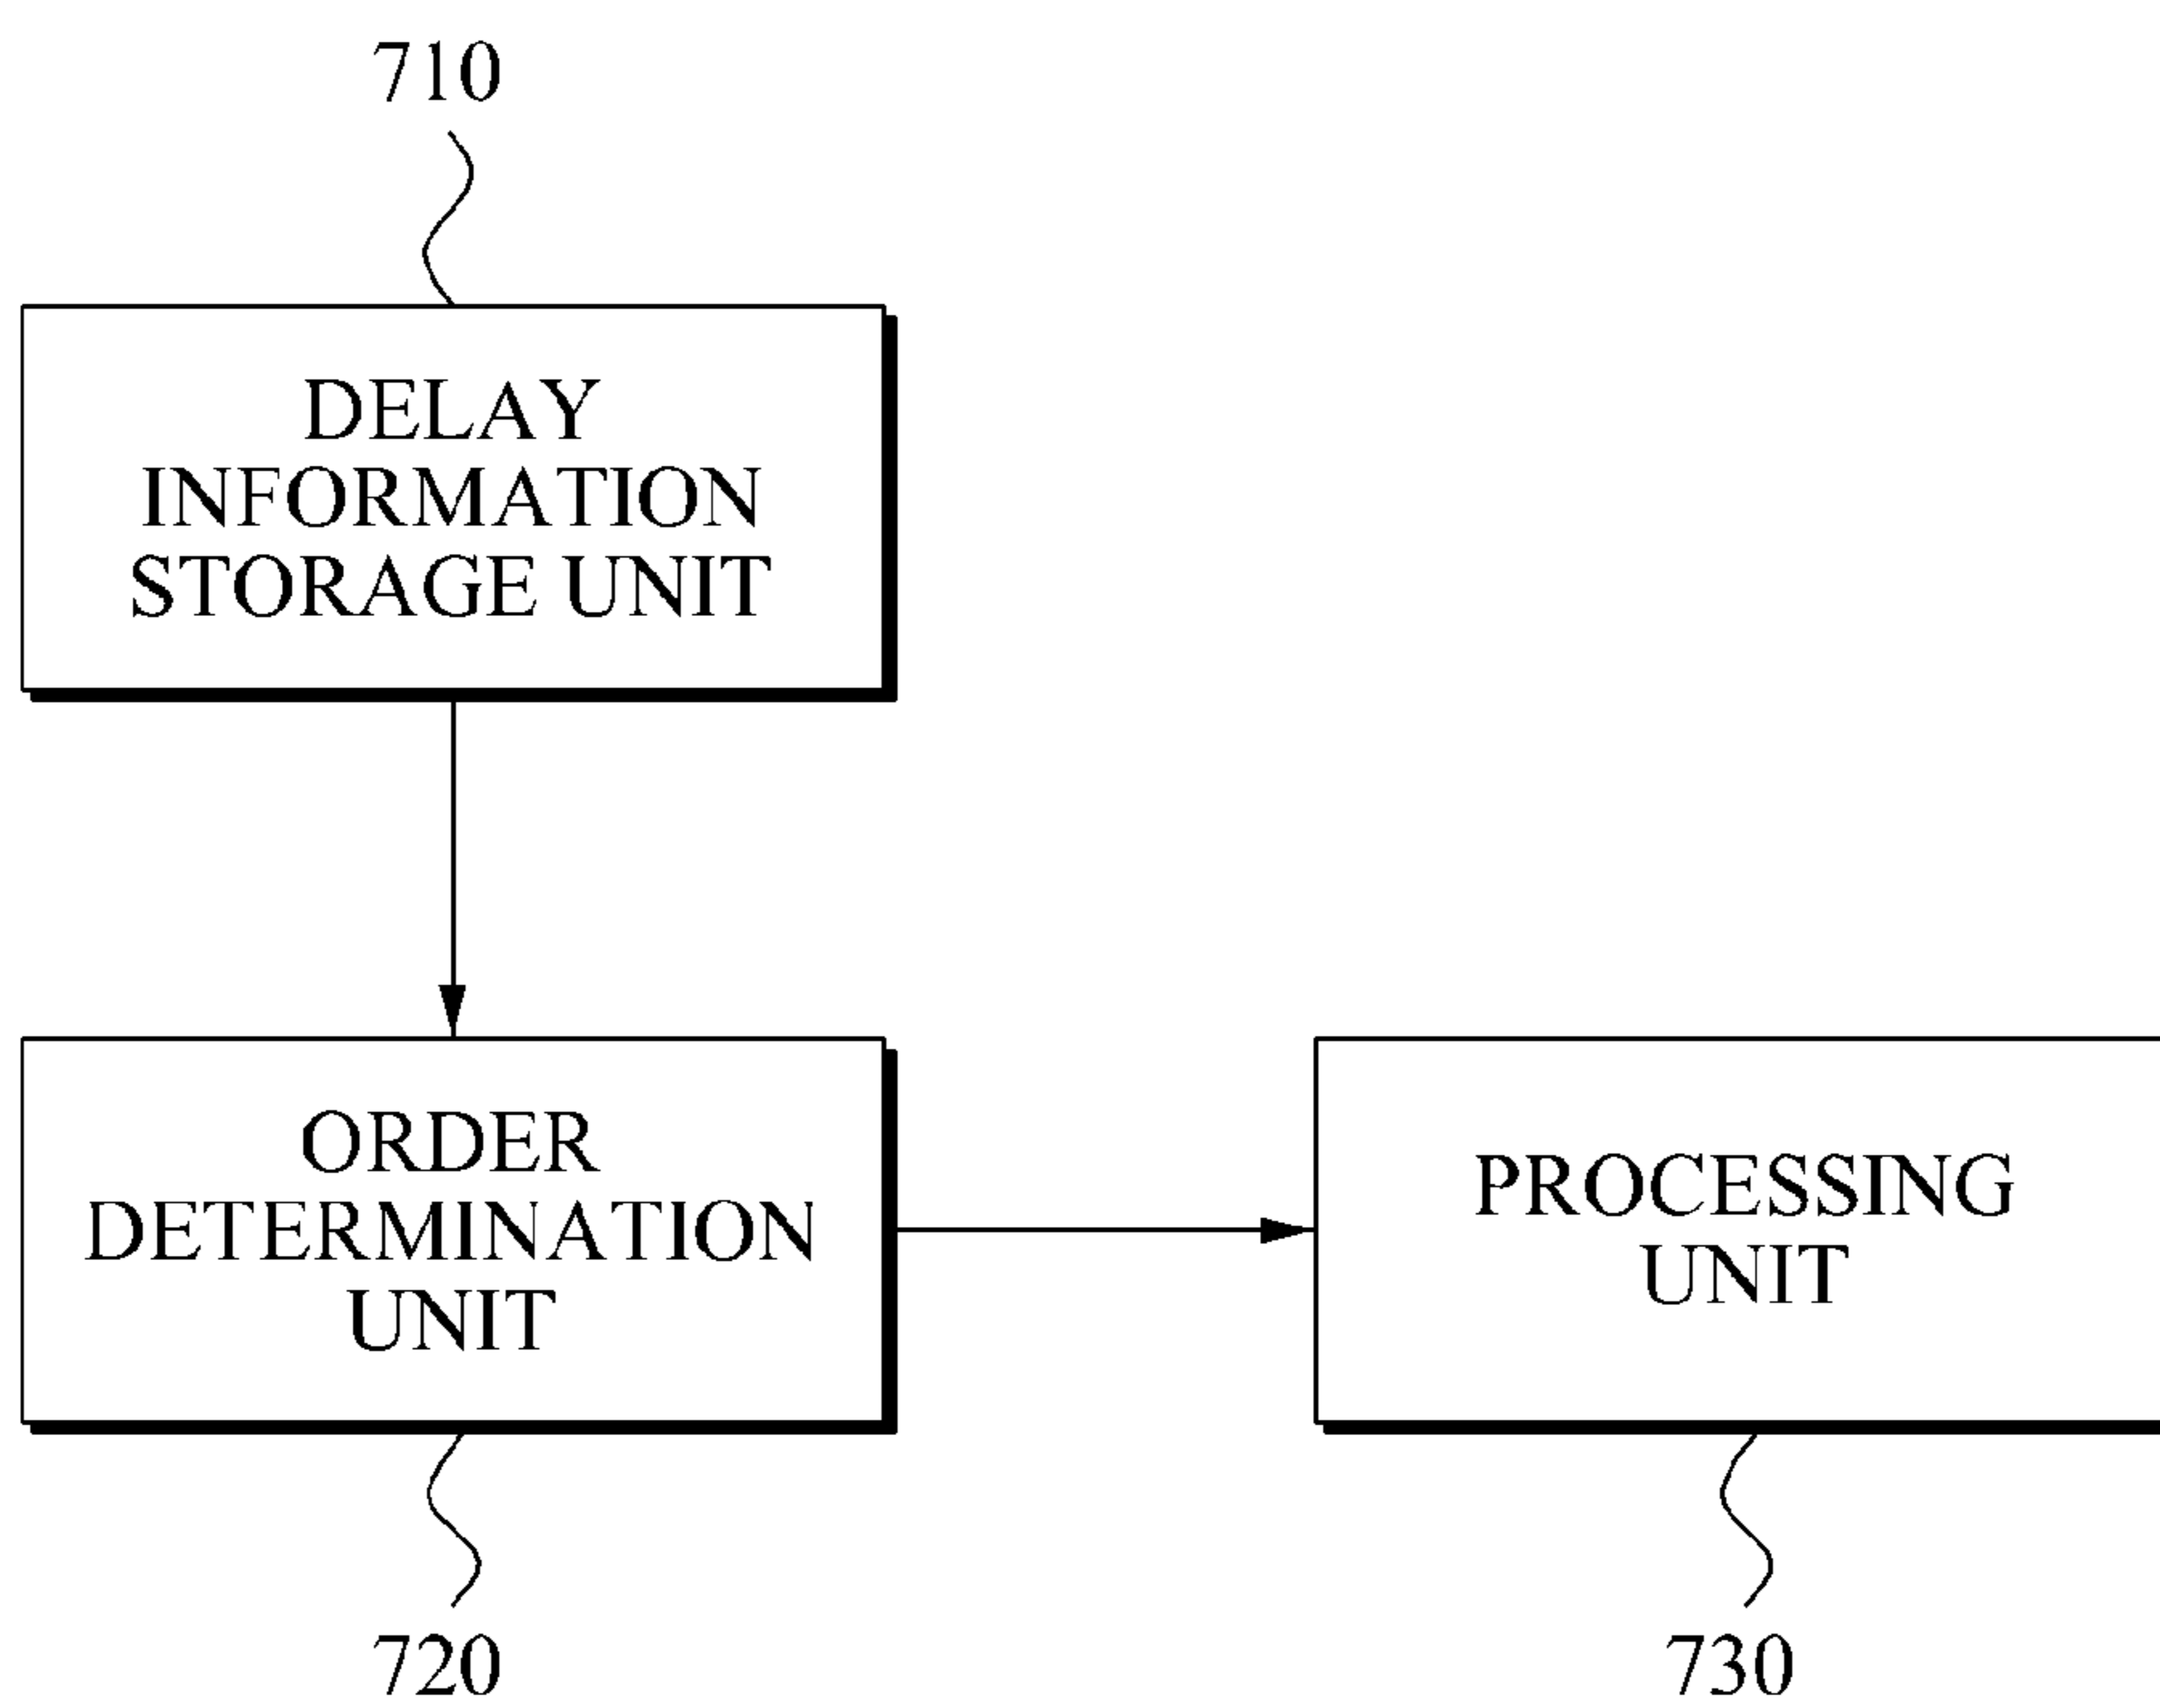 710
DELAY
INFORMATION
STORAGE UNIT
ORDER
DETERMINATION
UNIT
PROCESSING
UNIT
720
730